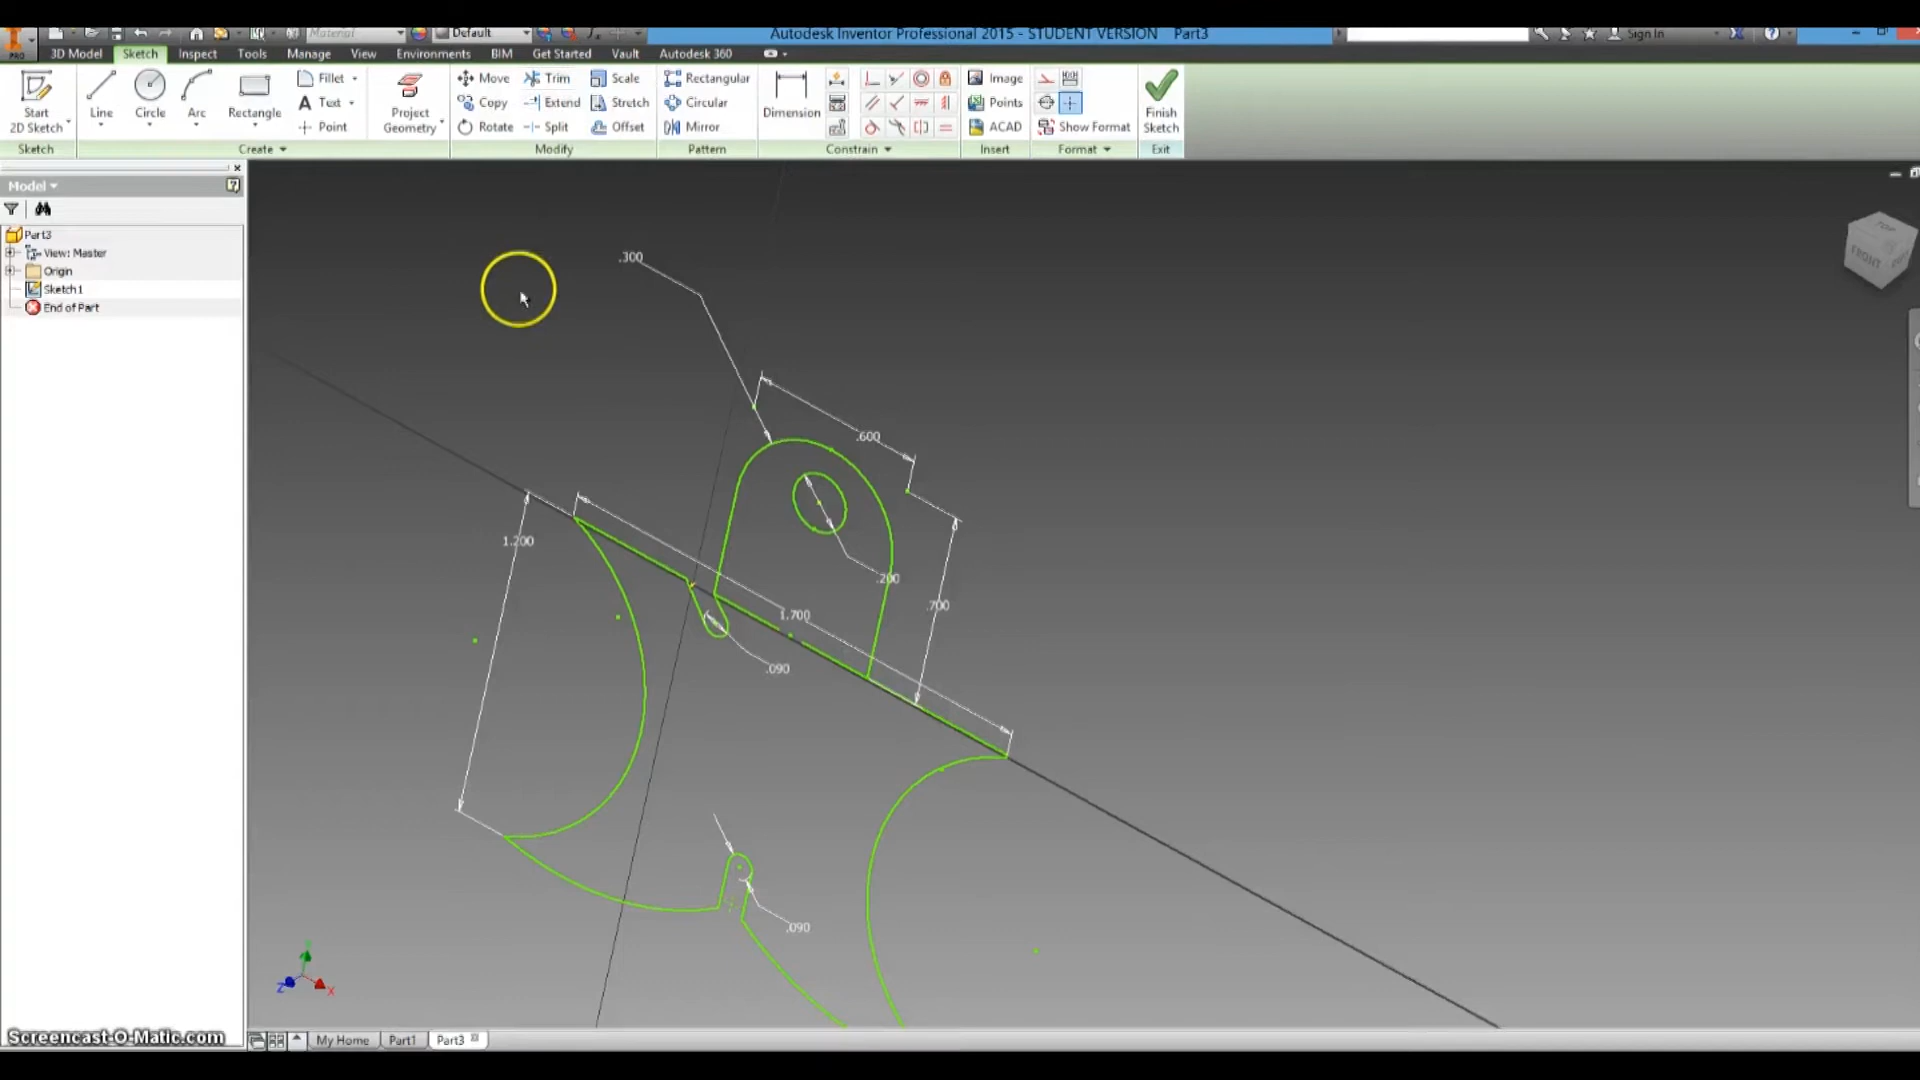 Material Default Autodesk Inventor Professional 2015 - STUDENT VERSION Part3 Sign In
PRO 3D Model Sketch Inspect Tools Manage View Environments BIM Get Started Vault Autodesk 360
Start 2D Sketch
Line Circle Arc Rectangle
Fillet
Text
Point
Project Geometry
Move Trim Scale
Copy Extend Stretch
Rotate Split Offset
Rectangular
Circular
Mirror
Dimension
Image
Points
ACAD
Show Format
Finish Sketch
Sketch Create Modify Pattern Constrain Insert Format Exit
Model
Part3
View: Master
Origin
Sketch1
End of Part
TOP
FRONT
.300
.600
1.200
.200
.700
1.700
.090
.090
Y
Z X
Screencast-O-Matic.com
My Home Part1 Part3